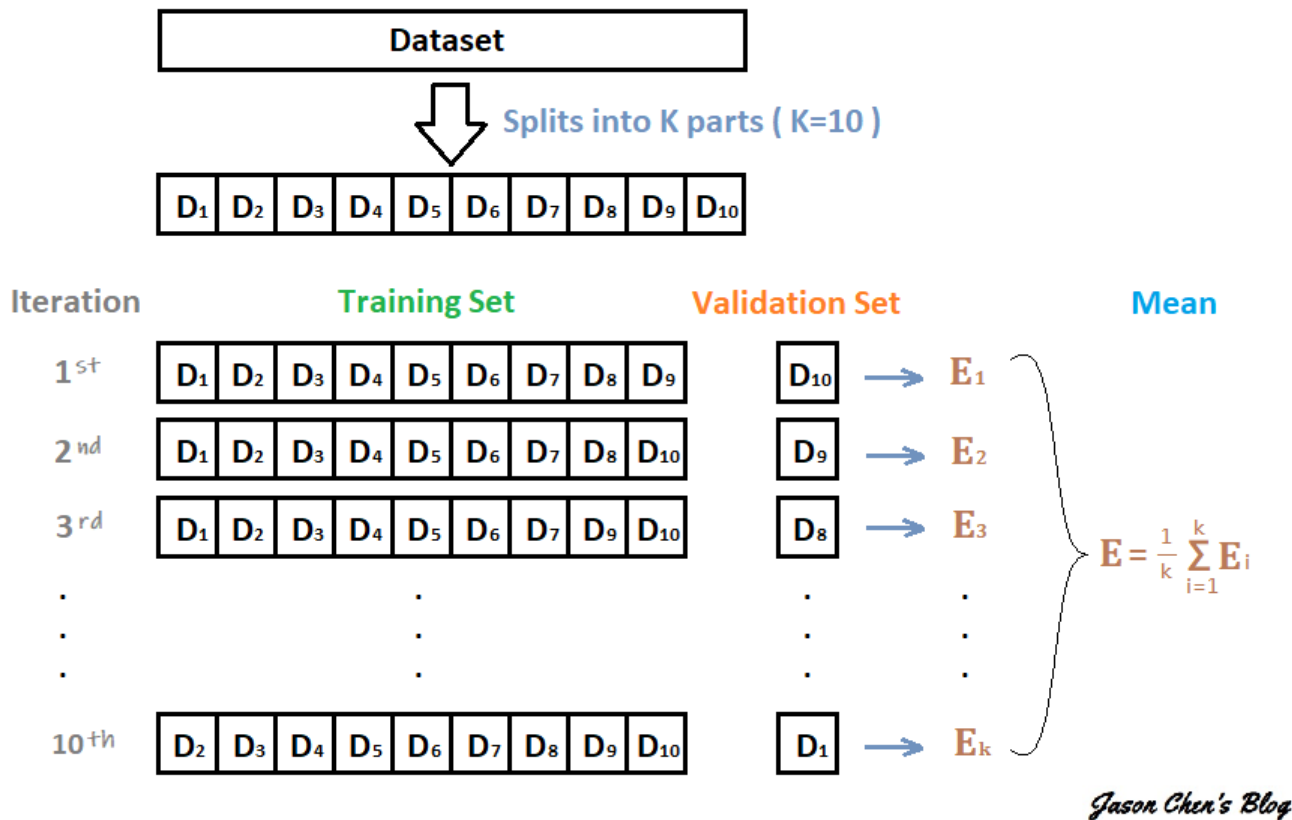 Dataset
Splits into K parts ( K=10 )
D₁ D₂ D₃ D₄ D₅ D₆ D₇ D₈ D₉ D₁₀
Iteration Training Set Validation Set Mean
1st D₁ D₂ D₃ D₄ D₅ D₆ D₇ D₈ D₉ D₁₀ E₁
2nd D₁ D₂ D₃ D₄ D₅ D₆ D₇ D₈ D₁₀ D₉ E₂
3rd D₁ D₂ D₃ D₄ D₅ D₆ D₇ D₉ D₁₀ D₈ E₃
E = 1/k ∑ᵢ₌₁ᵏ Eᵢ
. . . .
. . . .
. . . .
10th D₂ D₃ D₄ D₅ D₆ D₇ D₈ D₉ D₁₀ D₁ Eₖ
Jason Chen's Blog